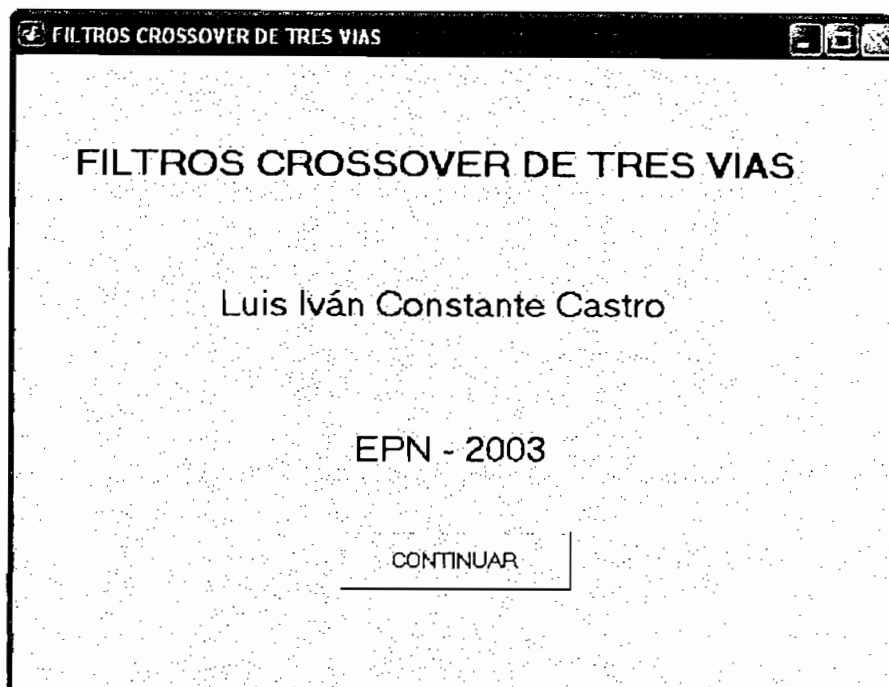 FILTROS CROSSOVER DE TRES VIAS
FILTROS CROSSOVER DE TRES VIAS
Luis Iván Constante Castro
EPN - 2003
CONTINUAR